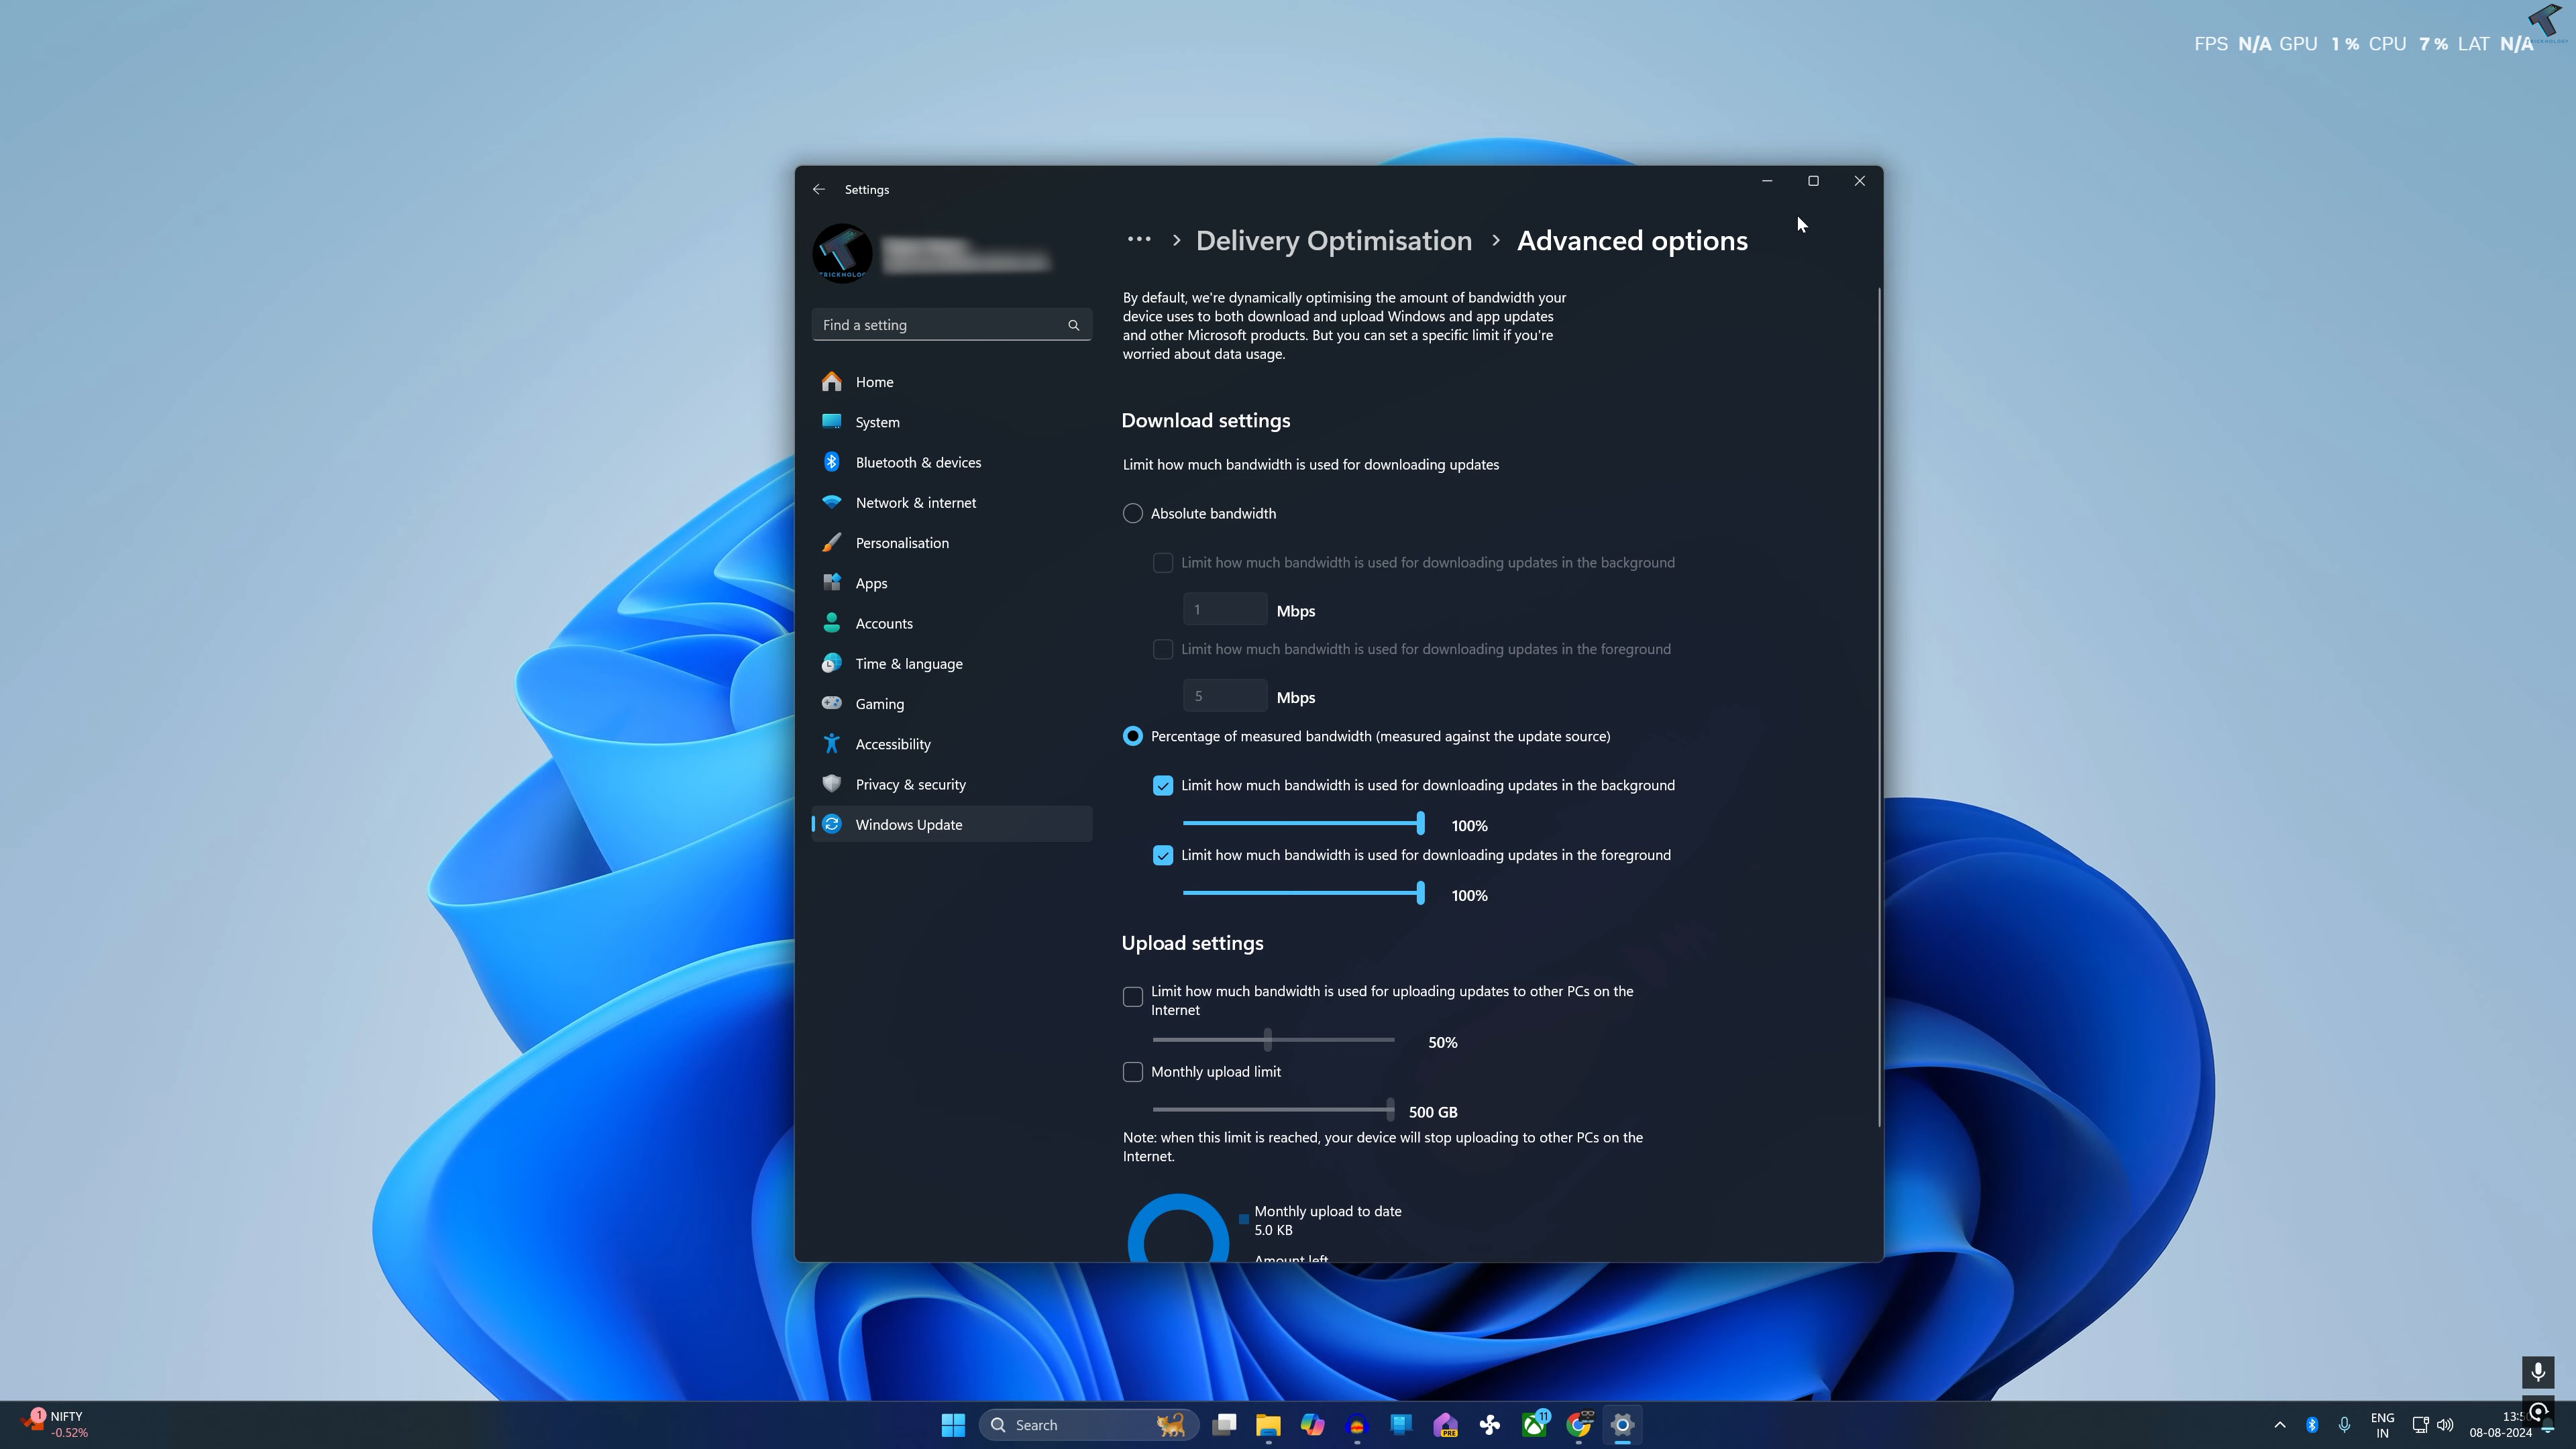 FPS N/A GPU 1 % CPU 7 % LAT N/A
Settings
Delivery Optimisation > Advanced options
Find a setting
Home
System
Bluetooth & devices
Network & internet
Personalisation
Apps
Accounts
Time & language
Gaming
Accessibility
Privacy & security
Windows Update
By default, we're dynamically optimising the amount of bandwidth your
device uses to both download and upload Windows and app updates
and other Microsoft products. But you can set a specific limit if you're
worried about data usage.
Download settings
Limit how much bandwidth is used for downloading updates
Absolute bandwidth
Limit how much bandwidth is used for downloading updates in the background
1 Mbps
Limit how much bandwidth is used for downloading updates in the foreground
5 Mbps
Percentage of measured bandwidth (measured against the update source)
Limit how much bandwidth is used for downloading updates in the background
100%
Limit how much bandwidth is used for downloading updates in the foreground
100%
Upload settings
Limit how much bandwidth is used for uploading updates to other PCs on the
Internet
50%
Monthly upload limit
500 GB
Note: when this limit is reached, your device will stop uploading to other PCs on the
Internet.
Monthly upload to date
5.0 KB
Amount left
1
NIFTY
-0.52%
Search
PRE
11
ENG
IN
08-08-2024